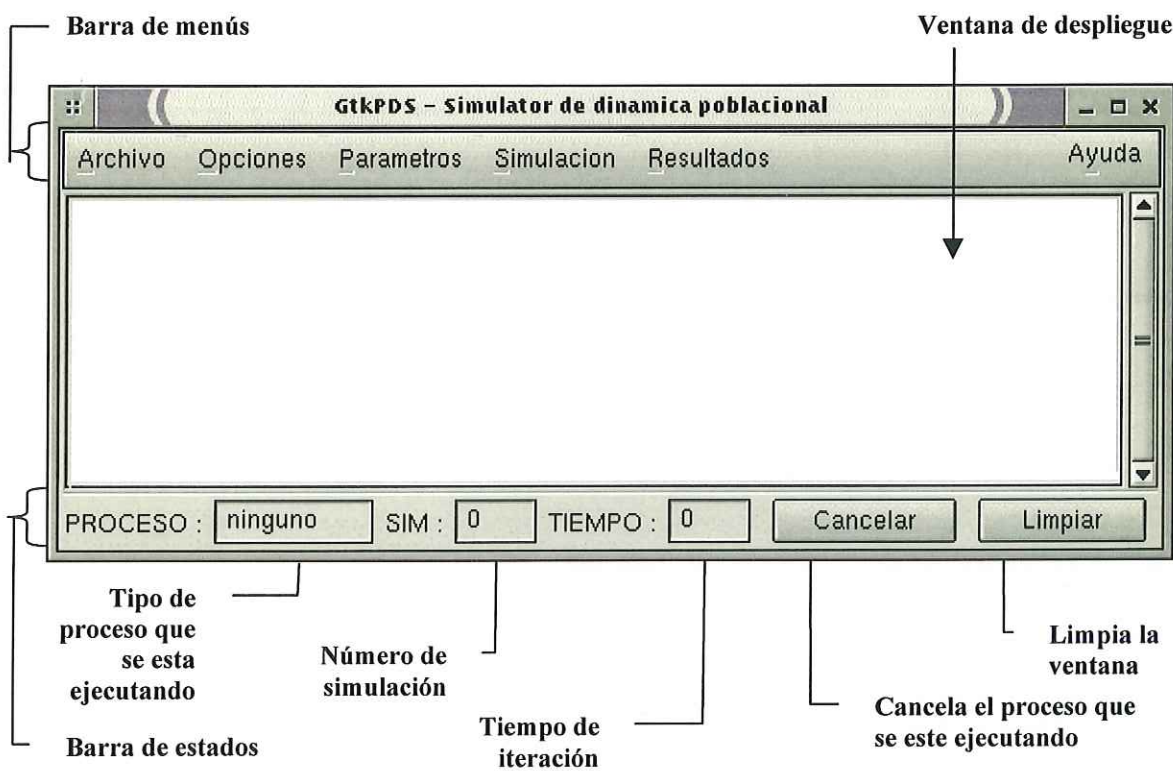 Barra de menús
Ventana de despliegue
GtkPDS – Simulator de dinamica poblacional
Archivo Opciones Parametros Simulacion Resultados Ayuda
PROCESO : ninguno SIM : 0 TIEMPO : 0 Cancelar Limpiar
Tipo de
proceso que
se esta
ejecutando
Número de
simulación
Tiempo de
iteración
Cancela el proceso que
se este ejecutando
Limpia la
ventana
Barra de estados